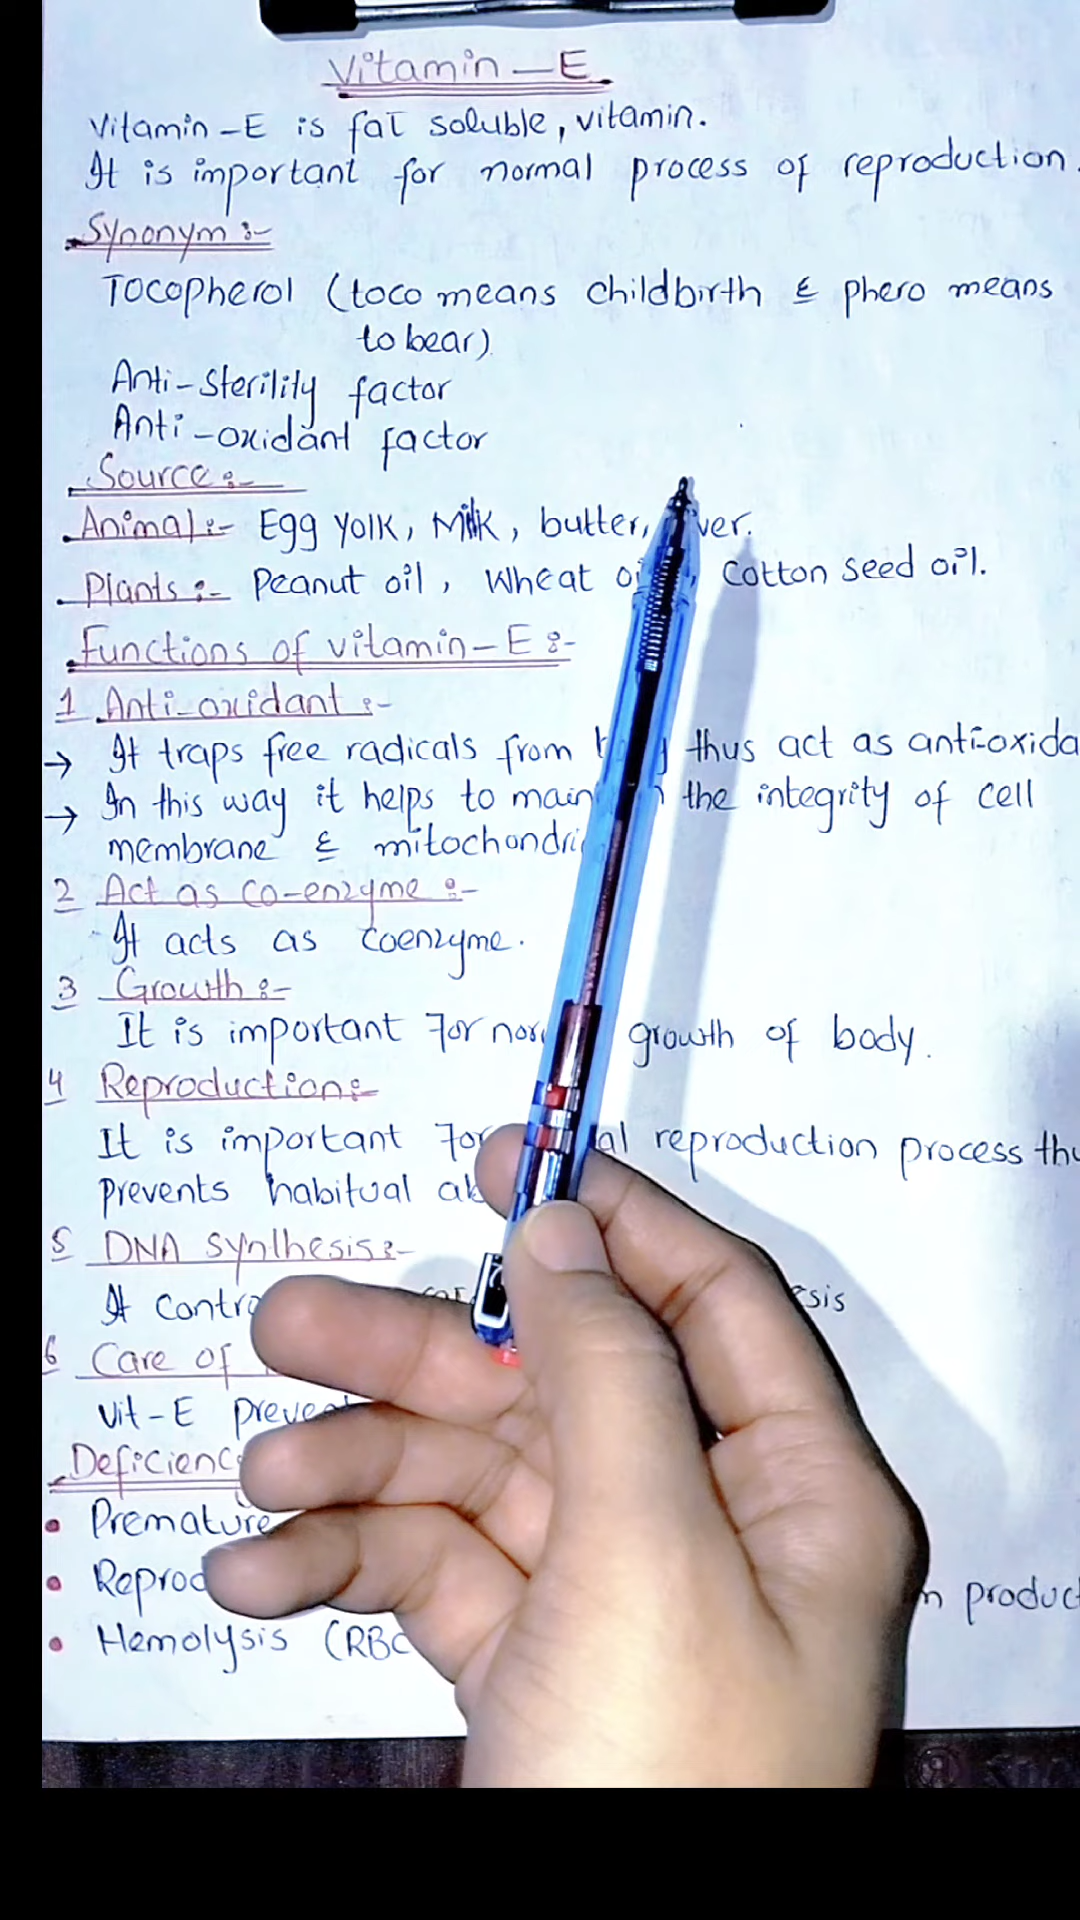 Vitamin-E
Vitamin-E is fat soluble, vitamin.
It is important for normal process of reproduction.
Synonym :-
Tocopherol (toco means childbirth & phero means
to bear)
Anti-sterility factor
Anti-oxidant factor
Source :-
Animal :- Egg yolk, Milk, butter,
Plants :- Peanut oil, Wheat cotton seed oil.
Functions of vitamin-E :-
1 Anti-oxidant :-
→ It traps free radicals from thus act as anti-oxida
→ In this way it helps to the integrity of cell
membrane &
2 Act as Co-enzyme :-
It acts as coenzyme.
3 Growth :-
It is important for growth of body.
4 Reproduction :-
It is important for reproduction process
prevents habitual
5 DNA synthesis :-
It
6 Care of
Vit-E
Premature
Hemolysis (RBC